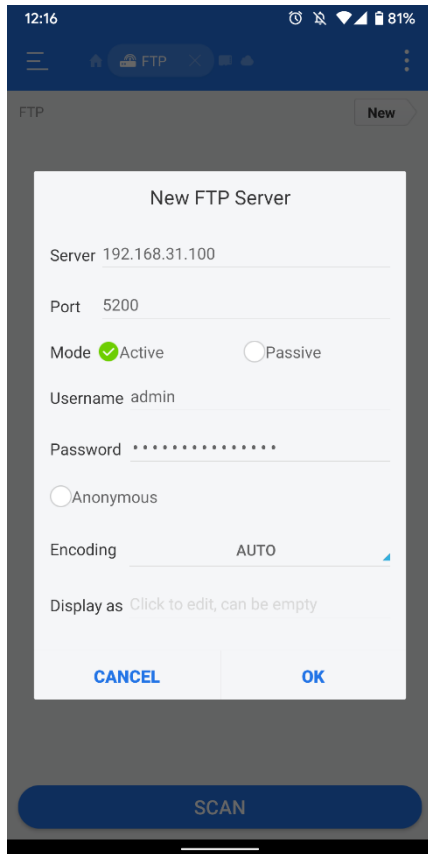 12:16 81%
FTP
FTP New
New FTP Server
Server 192.168.31.100
Port 5200
Mode Active Passive
Username admin
Password •••••••••••••••
Anonymous
Encoding AUTO
Display as Click to edit, can be empty
CANCEL OK
SCAN